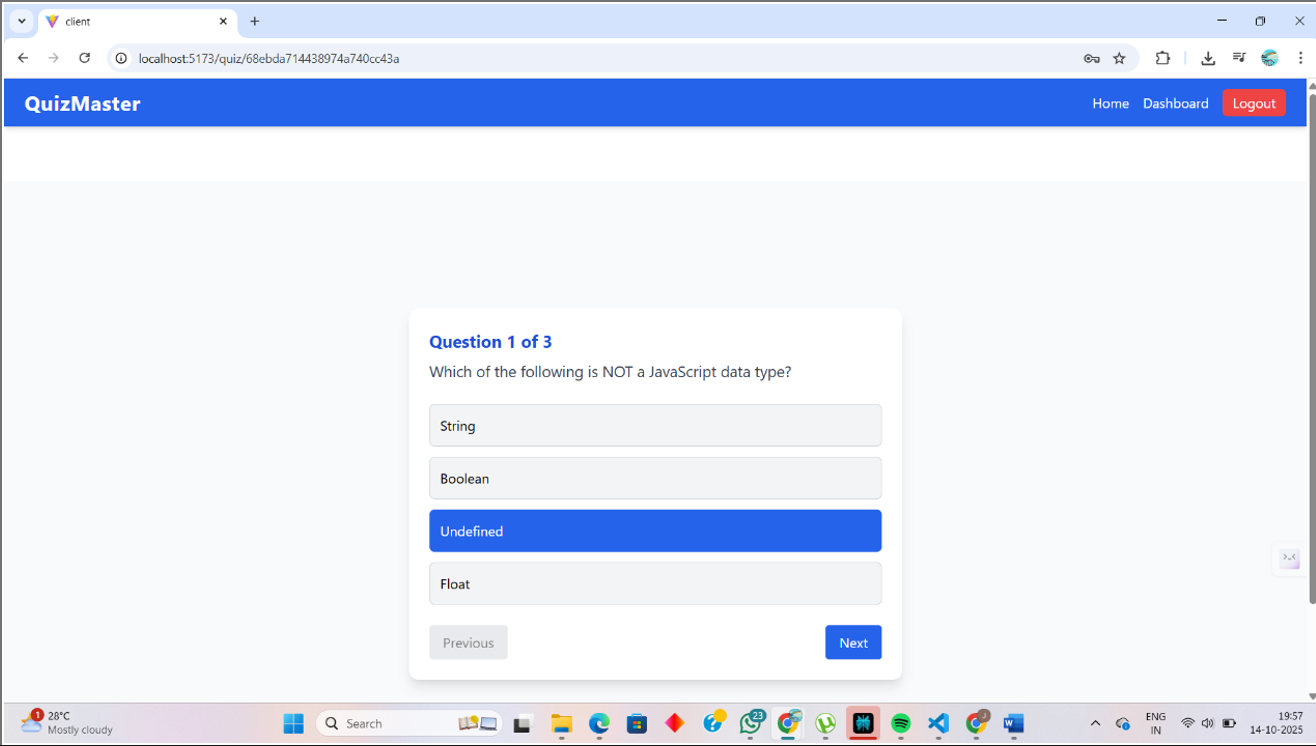 client
localhost:5173/quiz/68ebda714438974a740cc43a
QuizMaster
Home Dashboard Logout
Question 1 of 3
Which of the following is NOT a JavaScript data type?
String
Boolean
Undefined
Float
Previous Next
1 28°C
Mostly cloudy
Search
23
J
ENG
IN
19:57
14-10-2025